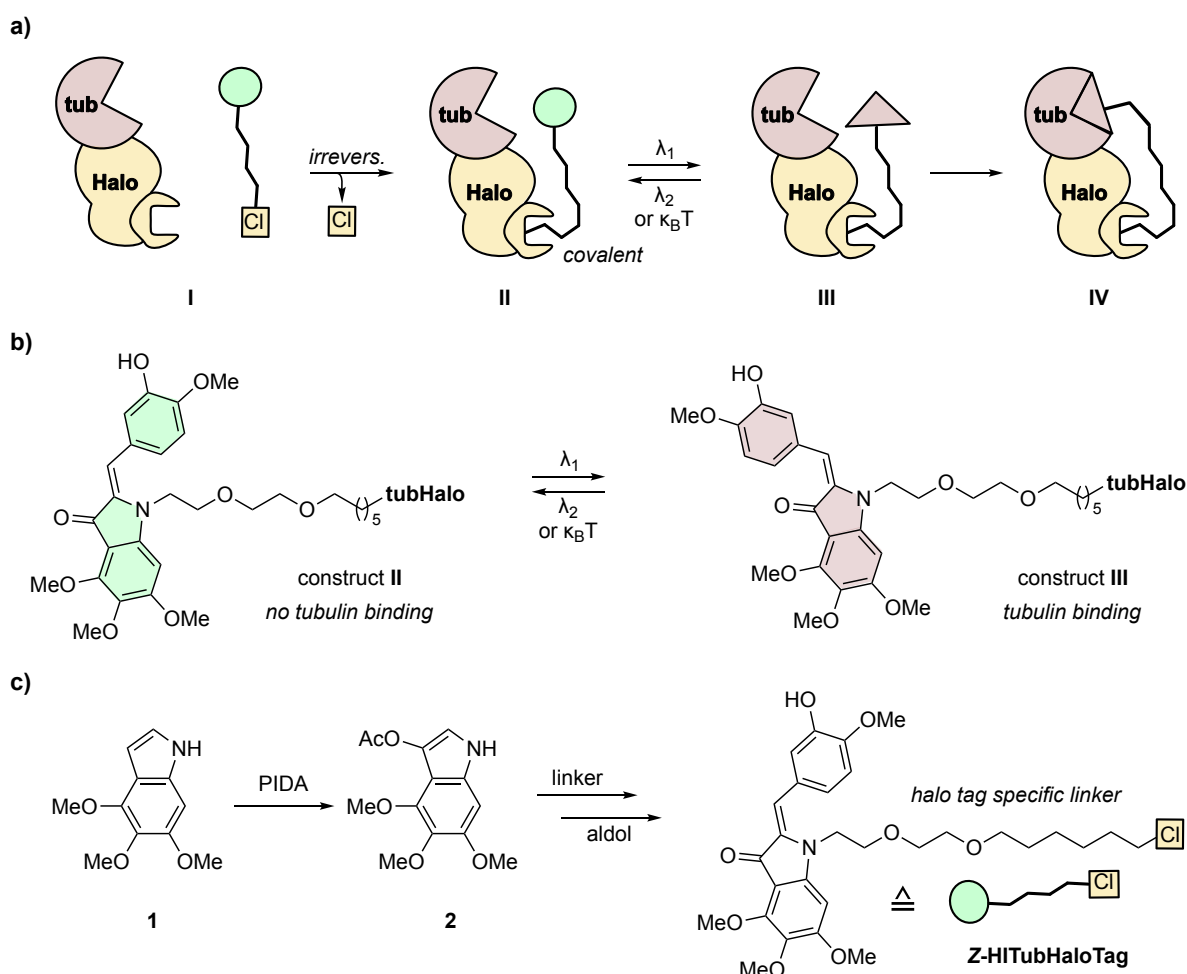 a)
tub
Halo
Cl
irrevers.
Cl
tub
Halo
covalent
λ1
λ2
or κBT
tub
Halo
tub
Halo
I
II
III
IV
b)
HO
OMe
O
N
O
O
5
tubHalo
MeO
MeO
OMe
construct II
no tubulin binding
λ1
λ2
or κBT
HO
MeO
O
N
O
O
5
tubHalo
MeO
MeO
OMe
construct III
tubulin binding
c)
NH
MeO
MeO
OMe
1
PIDA
AcO
NH
MeO
MeO
OMe
2
linker
aldol
HO
OMe
halo tag specific linker
O
N
O
O
Cl
MeO
MeO
OMe
≙
Cl
Z-HITubHaloTag